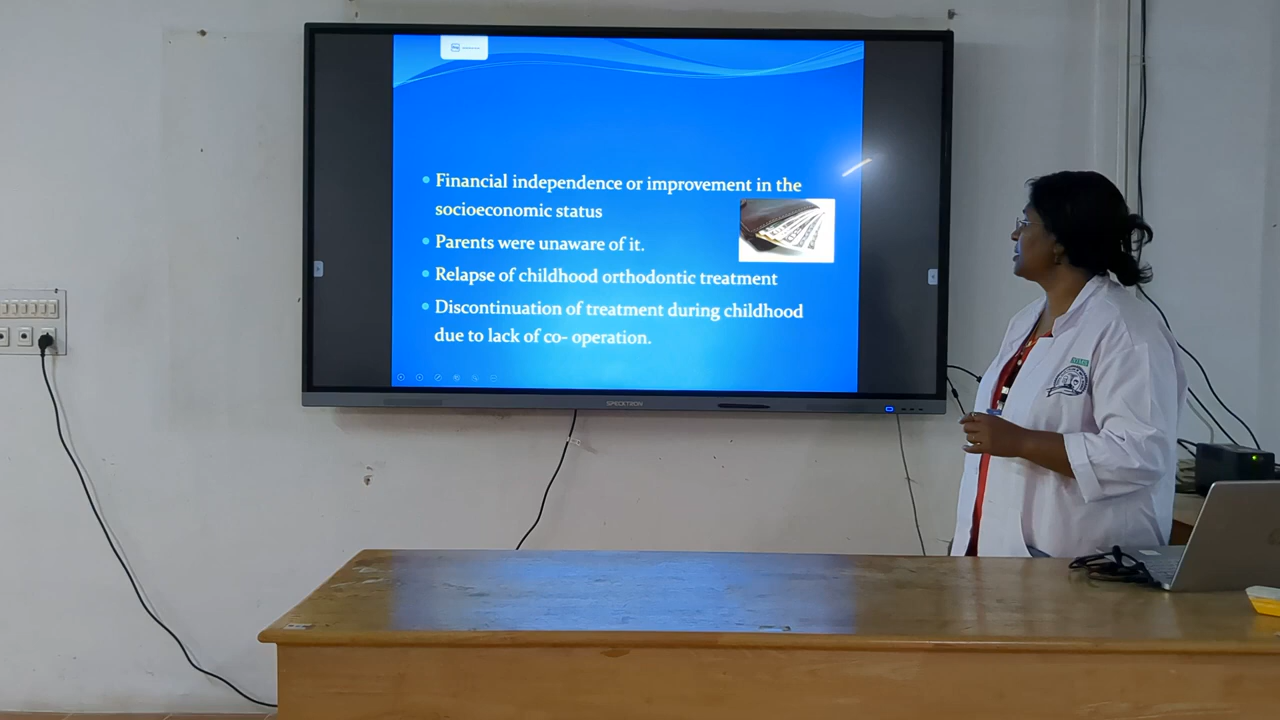 Financial independence or improvement in the
socioeconomic status
Parents were unaware of it.
Relapse of childhood orthodontic treatment
Discontinuation of treatment during childhood
due to lack of co- operation.
SPECKTRON